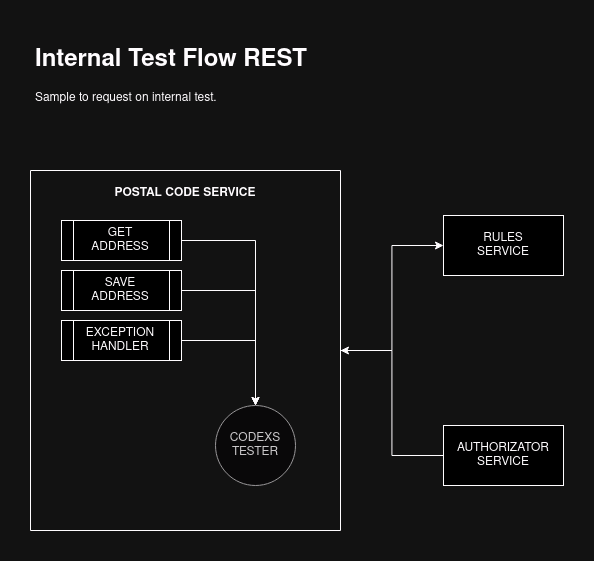 Internal Test Flow REST
Sample to request on internal test.
POSTAL CODE SERVICE
GET
ADDRESS
SAVE
ADDRESS
EXCEPTION
HANDLER
CODEXS
TESTER
RULES
SERVICE
AUTHORIZATOR
SERVICE